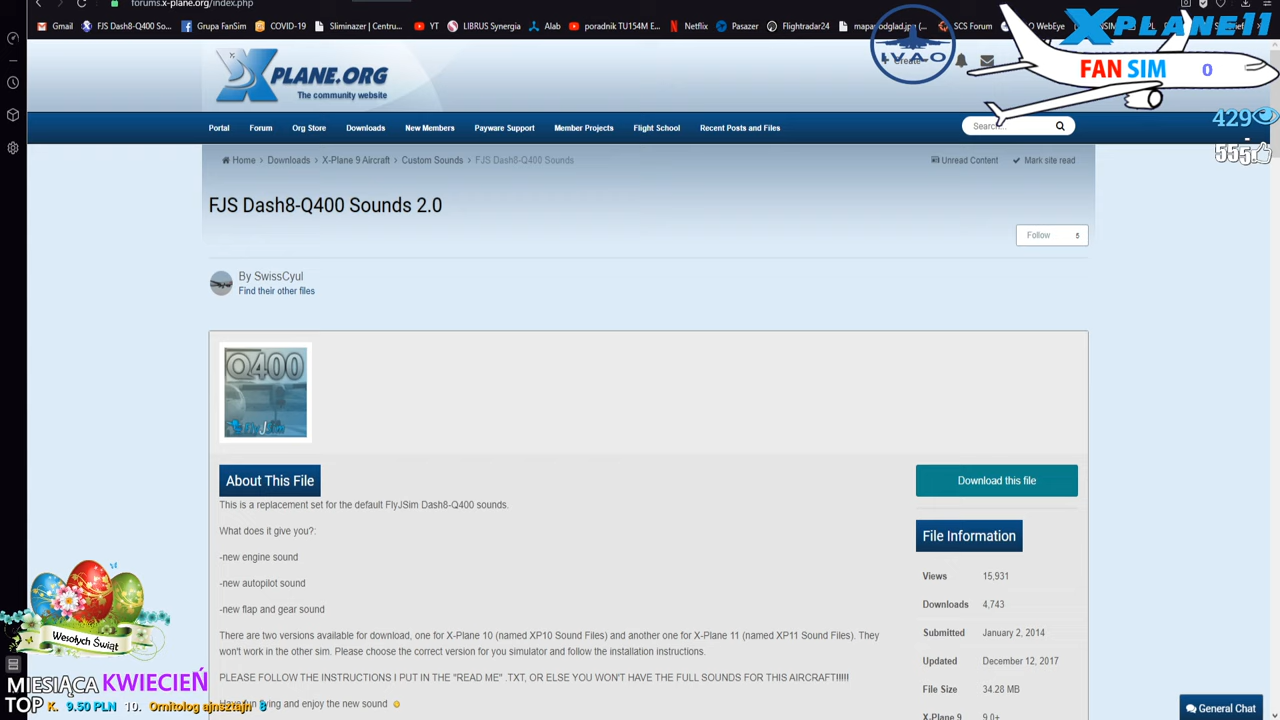 forums.x-plane.org/index.php
Gmail
FJS Dash8-Q400 So...
Grupa FanSim
COVID-19
Sliminazer | Centru...
YT
LIBRUS Synergia
Alab
poradnik TU154M E...
Netflix
Pasazer
Flightradar24
mapa
SCS Forum
WebEye
XPLANE11
FAN SIM 0
429
555
IVAO
Create
XPLANE.ORG
The community website
Portal Forum Org Store Downloads New Members Payware Support Member Projects Flight School Recent Posts and Files
Search...
Home > Downloads > X-Plane 9 Aircraft > Custom Sounds > FJS Dash8-Q400 Sounds
Unread Content Mark site read
FJS Dash8-Q400 Sounds 2.0
Follow 5
By SwissCyul
Find their other files
Q400
FlyJSim
About This File
Download this file
This is a replacement set for the default FlyJSim Dash8-Q400 sounds.
What does it give you?:
-new engine sound
-new autopilot sound
-new flap and gear sound
There are two versions available for download, one for X-Plane 10 (named XP10 Sound Files) and another one for X-Plane 11 (named XP11 Sound Files). They
won't work in the other sim. Please choose the correct version for you simulator and follow the installation instructions.
PLEASE FOLLOW THE INSTRUCTIONS I PUT IN THE "READ ME" .TXT, OR ELSE YOU WON'T HAVE THE FULL SOUNDS FOR THIS AIRCRAFT!!!!!
flying and enjoy the new sound
File Information
Views 15,931
Downloads 4,743
Submitted January 2, 2014
Updated December 12, 2017
File Size 34.28 MB
X-Plane 9 9.0+
General Chat
Wesołych Świąt
MIESIĄCA KWIECIEŃ
TOP K. 9.50 PLN 10. Ornitolog ajnsztajn 8